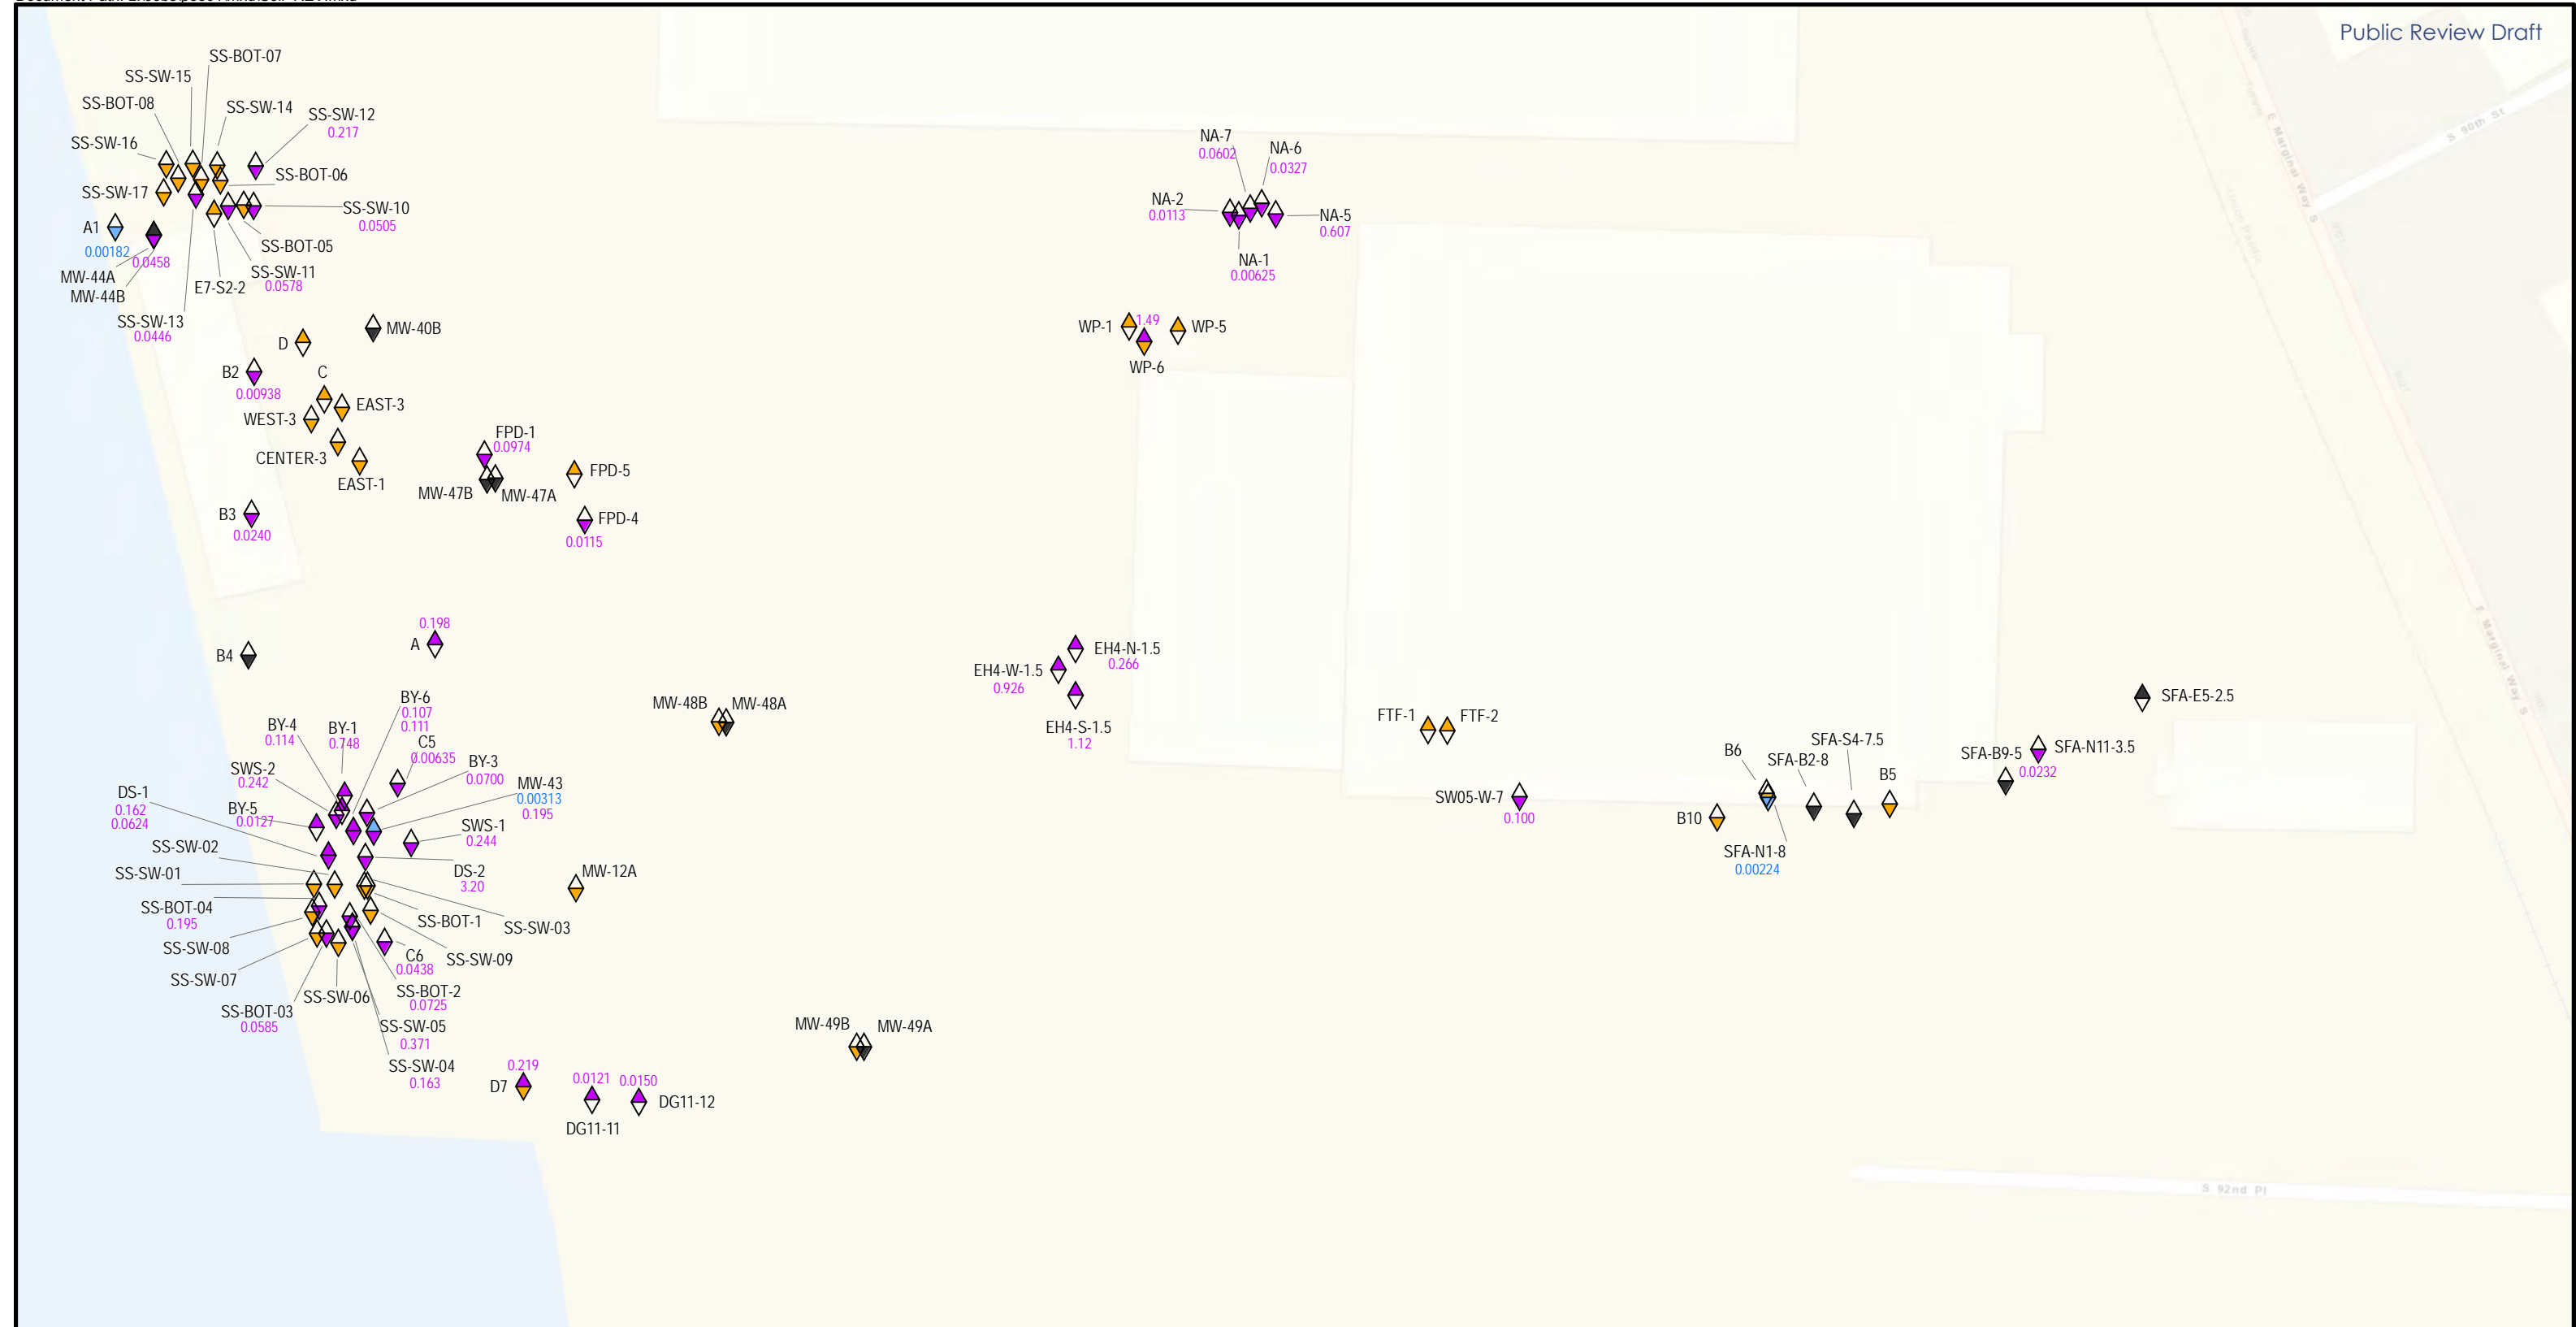 Public Review Draft
SS-BOT-07
SS-SW-15
SS-BOT-08
SS-SW-14
SS-SW-12
0.217
SS-SW-16
SS-BOT-06
SS-SW-17
SS-SW-10
0.0505
A1
0.00182
SS-BOT-05
0.0458
MW-44A
MW-44B
SS-SW-11
0.0578
E7-S2-2
SS-SW-13
0.0446
MW-40B
D
B2
0.00938
C
EAST-3
WEST-3
CENTER-3
EAST-1
FPD-1
0.0974
MW-47B
MW-47A
FPD-5
FPD-4
0.0115
B3
0.0240
NA-7
0.0602
NA-6
0.0327
NA-2
0.0113
NA-5
0.607
NA-1
0.00625
WP-1
1.49
WP-5
WP-6
E Marginal Way S
S 90th St
B4
0.198
A
EH4-N-1.5
0.266
EH4-W-1.5
0.926
EH4-S-1.5
1.12
MW-48B
MW-48A
BY-6
0.107
0.111
BY-4
0.114
BY-1
0.748
C5
0.00635
BY-3
0.0700
SWS-2
0.242
MW-43
0.00313
0.195
DS-1
0.162
0.0624
BY-5
0.0127
SWS-1
0.244
SS-SW-02
DS-2
3.20
SS-SW-01
MW-12A
SS-BOT-04
0.195
SS-BOT-1
SS-SW-03
SS-SW-08
SS-SW-09
C6
0.0438
SS-SW-07
SS-BOT-2
0.0725
SS-SW-06
SS-BOT-03
0.0585
SS-SW-05
0.371
SS-SW-04
0.163
MW-49B
MW-49A
D7
0.219
0.0121
DG11-11
0.0150
DG11-12
FTF-1
FTF-2
SW05-W-7
0.100
B10
B6
SFA-B2-8
SFA-S4-7.5
B5
SFA-N1-8
0.00224
SFA-B9-5
SFA-N11-3.5
0.0232
SFA-E5-2.5
E Marginal Way S
S 92nd Pl